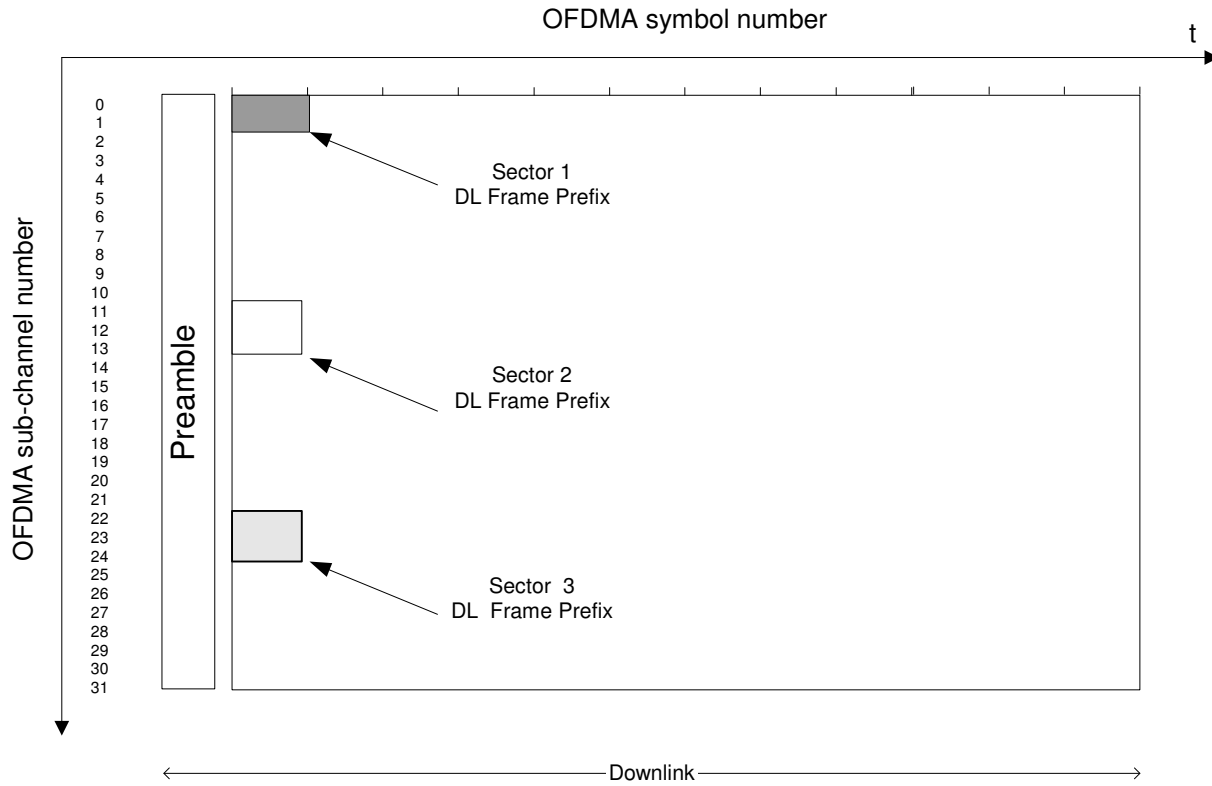 OFDMA symbol number
t
OFDMA sub-channel number
0
1
2
3
4
5
6
7
8
9
10
11
12
13
14
15
16
17
18
19
20
21
22
23
24
25
26
27
28
29
30
31
Preamble
Sector 1
DL Frame Prefix
Sector 2
DL Frame Prefix
Sector 3
DL Frame Prefix
Downlink